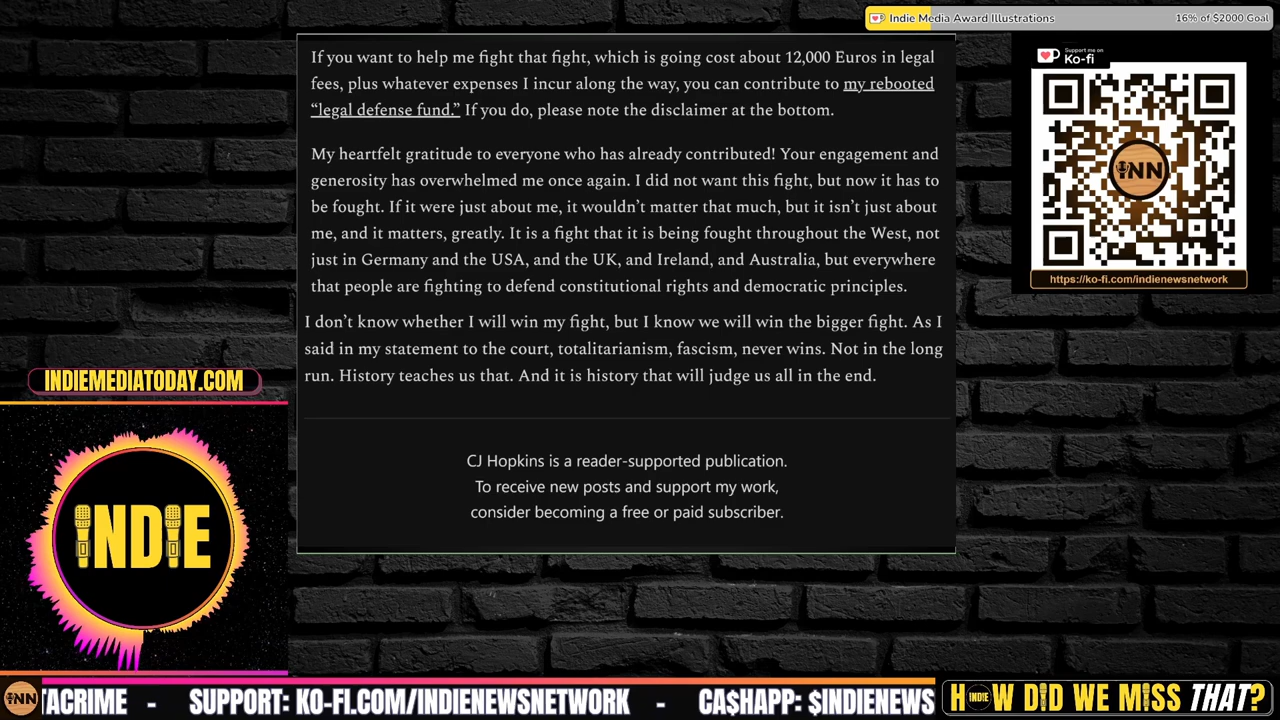 Indie Media Award Illustrations
16% of $2000 Goal
If you want to help me fight that fight, which is going cost about 12,000 Euros in legal
fees, plus whatever expenses I incur along the way, you can contribute to my rebooted
“legal defense fund.” If you do, please note the disclaimer at the bottom.
My heartfelt gratitude to everyone who has already contributed! Your engagement and
generosity has overwhelmed me once again. I did not want this fight, but now it has to
be fought. If it were just about me, it wouldn’t matter that much, but it isn’t just about
me, and it matters, greatly. It is a fight that it is being fought throughout the West, not
just in Germany and the USA, and the UK, and Ireland, and Australia, but everywhere
that people are fighting to defend constitutional rights and democratic principles.
I don’t know whether I will win my fight, but I know we will win the bigger fight. As I
said in my statement to the court, totalitarianism, fascism, never wins. Not in the long
run. History teaches us that. And it is history that will judge us all in the end.
CJ Hopkins is a reader-supported publication.
To receive new posts and support my work,
consider becoming a free or paid subscriber.
Support me on
Ko-fi
INN
https://ko-fi.com/indienewsnetwork
INDIEMEDIATODAY.COM
INDIE
INN
TACRIME - SUPPORT: KO-FI.COM/INDIENEWSNETWORK - CA$HAPP: $INDIENEWS
HOW DID WE MISS THAT?